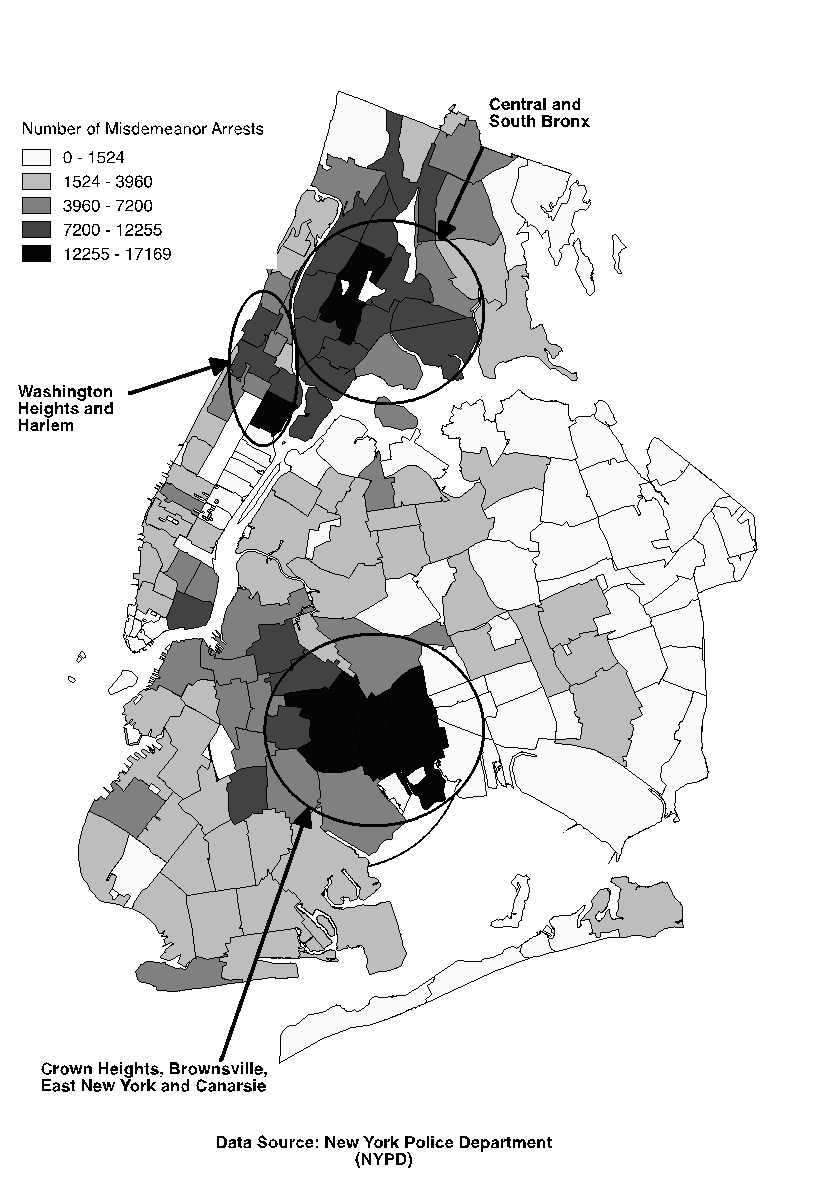 Central and
South Bronx
Number of Misdemeanor Arrests
0 - 1524
1524 - 3960
3960 - 7200
7200 - 12255
12255 - 17169
Washington
Heights and
Harlem
Crown Heights, Brownsville,
East New York and Canarsie
Data Source: New York Police Department
(NYPD)